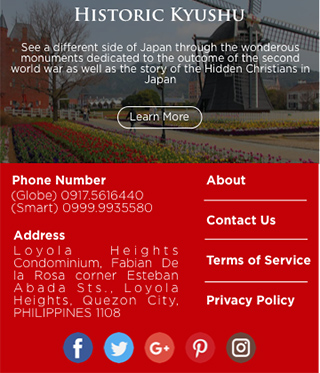 HISTORIC KYUSHU
See a different side of Japan through the wonderous
monuments dedicated to the outcome of the second
world war as well as the story of the Hidden Christians in
Japan
Learn More
Phone Number
(Globe) 0917.5616440
(Smart) 0999.9935580
Address
Loyola Heights
Condominium, Fabian De
la Rosa corner Esteban
Abada Sts., Loyola
Heights, Quezon City,
PHILIPPINES 1108
About
Contact Us
Terms of Service
Privacy Policy